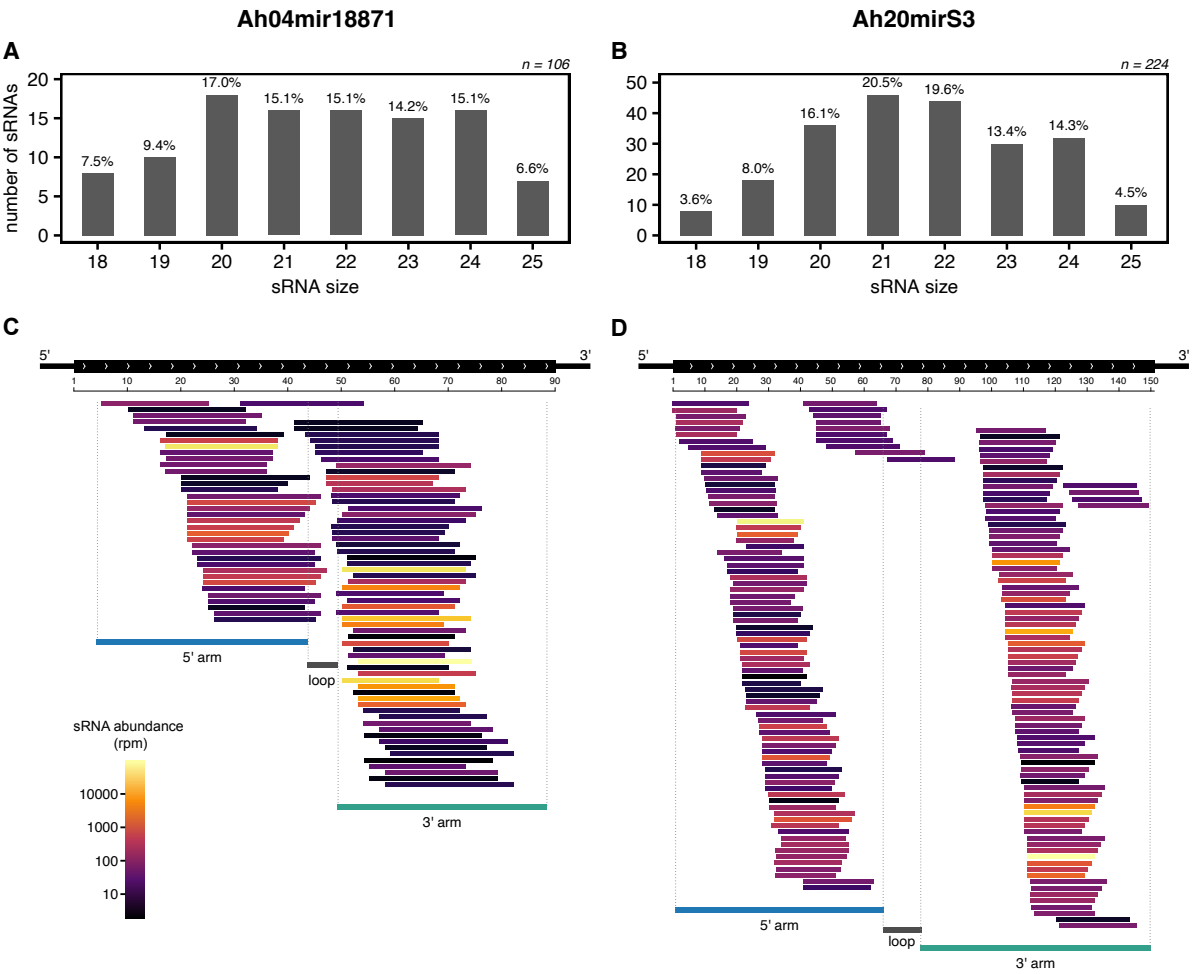 Ah04mir18871
Ah20mirS3
A
n = 106
number of sRNAs
20
15
10
5
0
7.5%
9.4%
17.0%
15.1%
15.1%
14.2%
15.1%
6.6%
18 19 20 21 22 23 24 25
sRNA size
B
n = 224
50
40
30
20
10
0
3.6%
8.0%
16.1%
20.5%
19.6%
13.4%
14.3%
4.5%
18 19 20 21 22 23 24 25
sRNA size
C
5' 3'
1 10 20 30 40 50 60 70 80 90
5' arm
loop
3' arm
sRNA abundance
(rpm)
10000
1000
100
10
D
5' 3'
1 10 20 30 40 50 60 70 80 90 100 110 120 130 140 150
5' arm
loop
3' arm